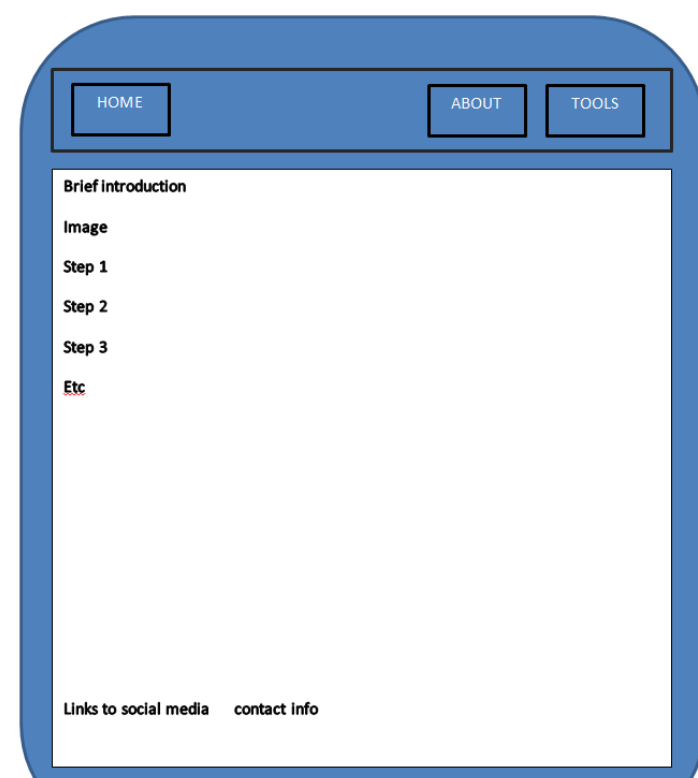 HOME ABOUT TOOLS
Brief introduction
Image
Step 1
Step 2
Step 3
Etc
Links to social media contact info